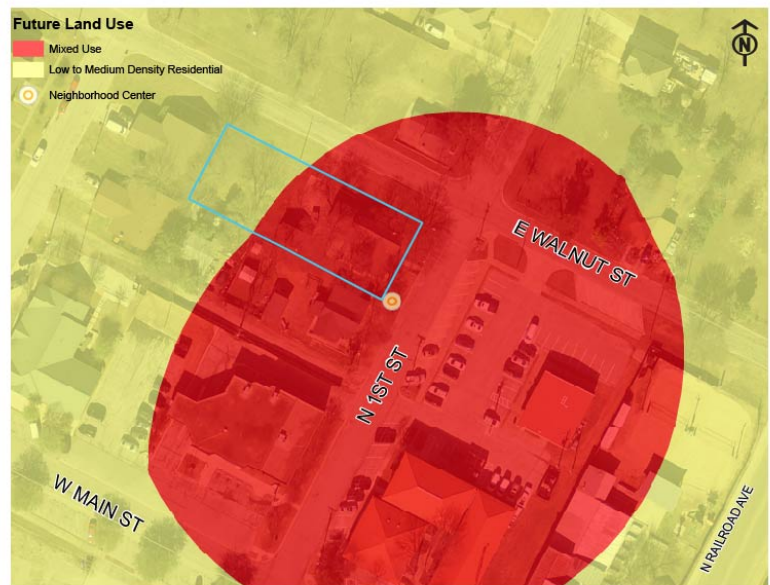 Future Land Use
Mixed Use
Low to Medium Density Residential
Neighborhood Center
N
E WALNUT ST
N 1ST ST
W MAIN ST
N RAILROAD AVE